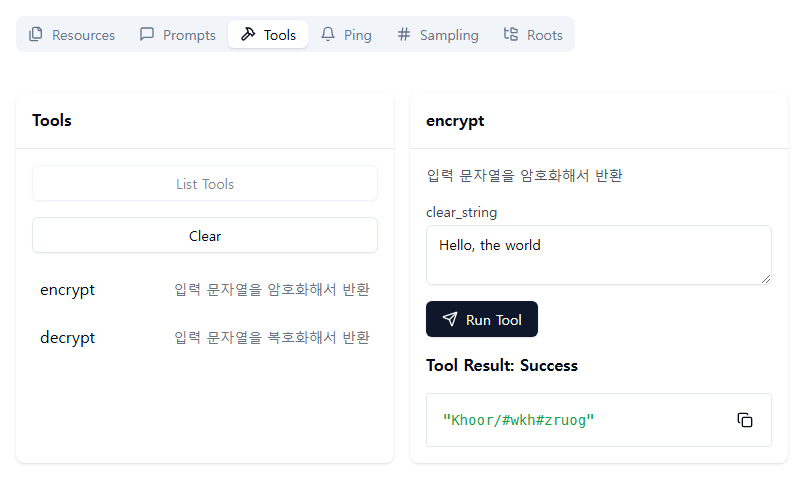 Resources Prompts Tools Ping Sampling Roots
Tools
List Tools
Clear
encrypt 입력 문자열을 암호화해서 반환
decrypt 입력 문자열을 복호화해서 반환
encrypt
입력 문자열을 암호화해서 반환
clear_string
Hello, the world
Run Tool
Tool Result: Success
"Khoor/#wkh#zruog"